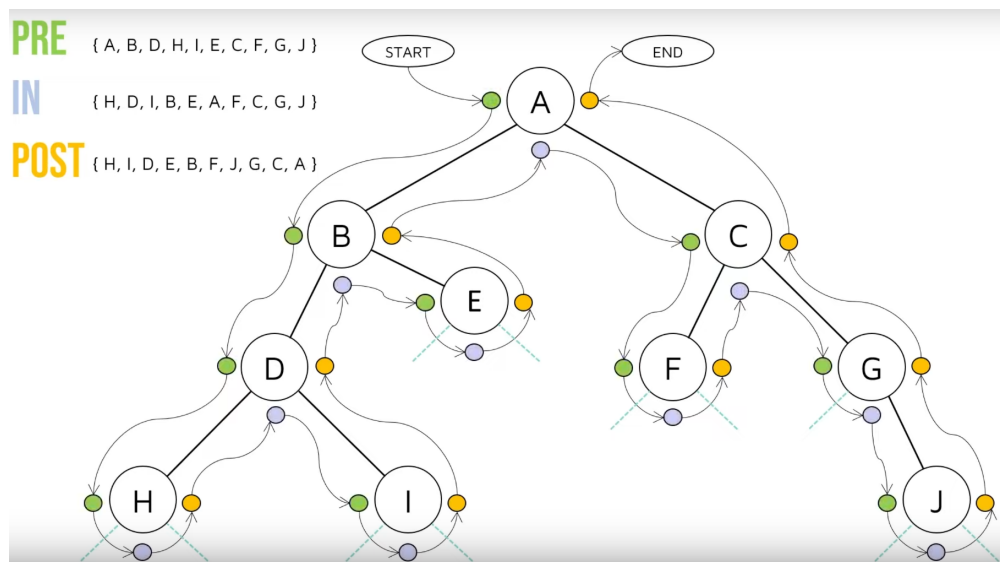 PRE { A, B, D, H, I, E, C, F, G, J }
IN { H, D, I, B, E, A, F, C, G, J }
POST { H, I, D, E, B, F, J, G, C, A }
START
END
A
B
C
E
D
F
G
H
I
J